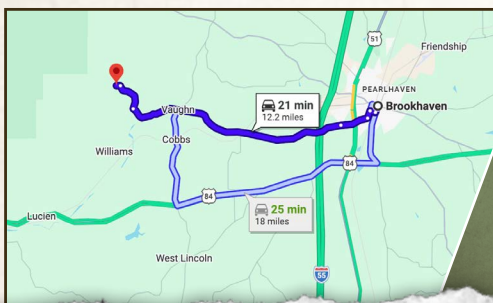 51
Friendship
PEARLHAVEN
21 min
12.2 miles
Brookhaven
Vaughn
Cobbs
Williams
84
84
25 min
18 miles
Lucien
West Lincoln
55